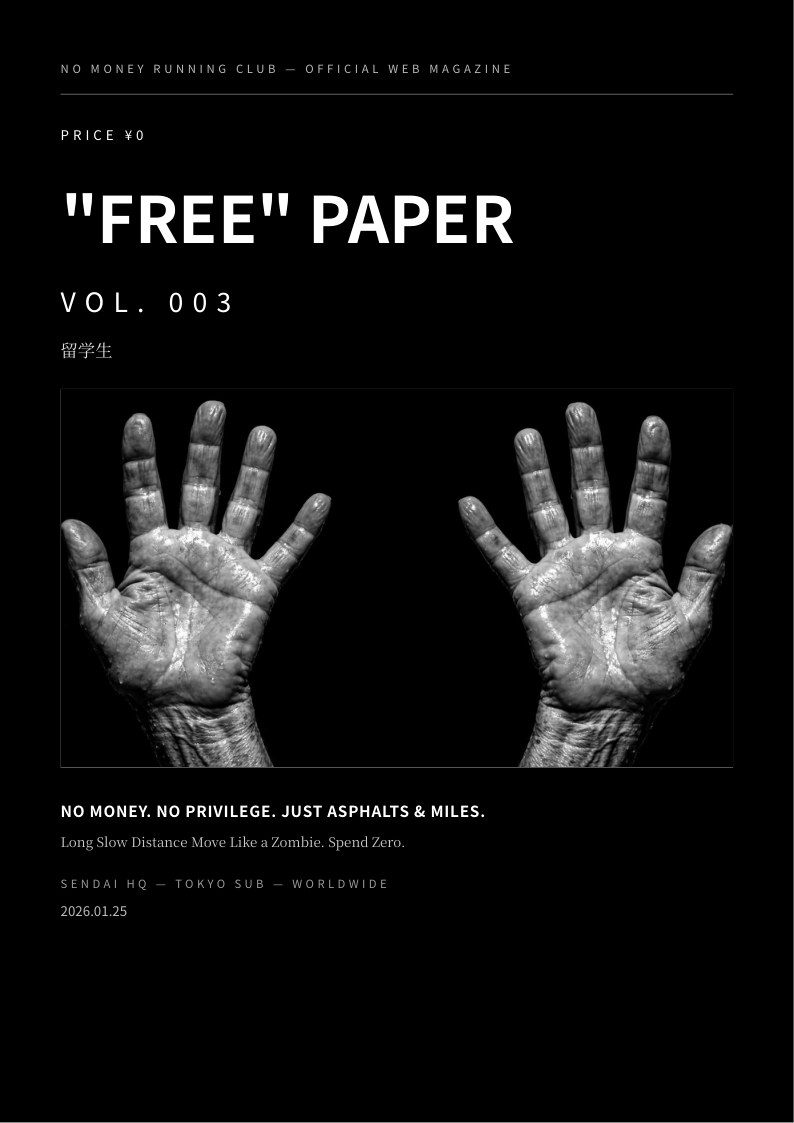 NO MONEY RUNNING CLUB — OFFICIAL WEB MAGAZINE
PRICE ¥0
"FREE" PAPER
VOL. 003
留学生
NO MONEY. NO PRIVILEGE. JUST ASPHALTS & MILES.
Long Slow Distance Move Like a Zombie. Spend Zero.
SENDAI HQ — TOKYO SUB — WORLDWIDE
2026.01.25